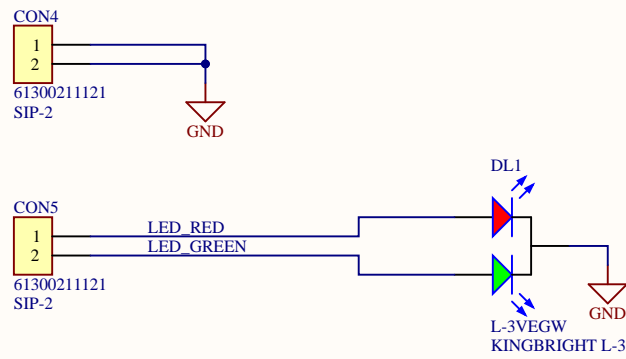 CON4
1
2
61300211121
SIP-2
GND
DL1
CON5
1
2
LED_RED
LED_GREEN
61300211121
SIP-2
GND
L-3VEGW
KINGBRIGHT L-3